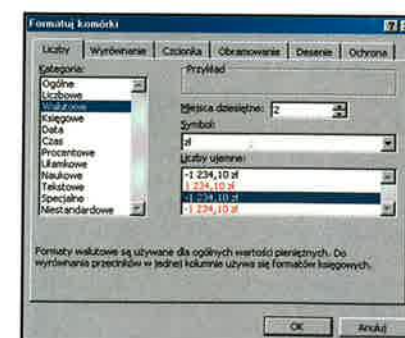 Formatuj komórki
Liczby Wyrównanie Czcionka Obramowanie Desenie Ochrona
Kategoria:
Ogólne
Liczbowe
Walutowe
Księgowe
Data
Czas
Procentowe
Ułamkowe
Naukowe
Tekstowe
Specjalne
Niestandardowe
Przykład
Miejsca dziesiętne: 2
Symbol:
zł
Liczby ujemne:
-1 234,10 zł
1 234,10 zł
-1 234,10 zł
-1 234,10 zł
Formaty walutowe są używane dla ogólnych wartości pieniężnych. Do
wyrównania przecinków w jednej kolumnie używa się formatów księgowych.
OK Anuluj